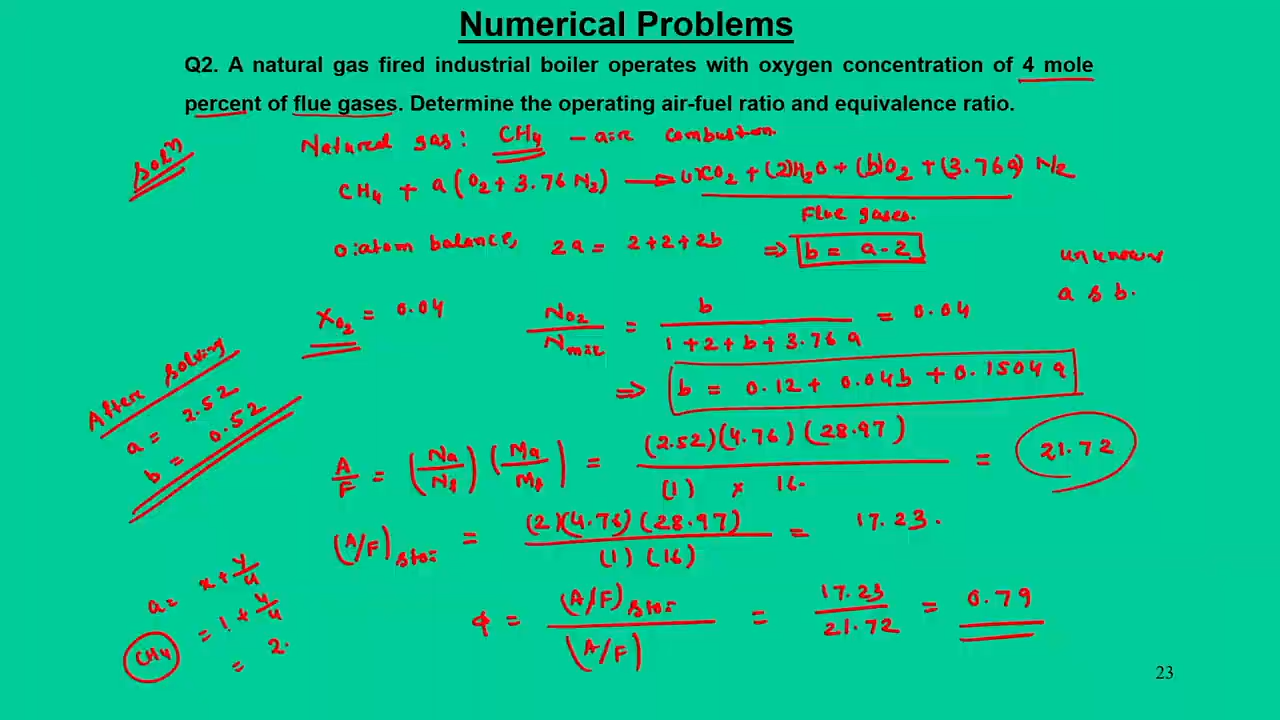 Numerical Problems
Q2. A natural gas fired industrial boiler operates with oxygen concentration of 4 mole
percent of flue gases. Determine the operating air-fuel ratio and equivalence ratio.
Soln
Natural gas: CH4 - air combustion
CH4 + a(O2 + 3.76 N2) → (1)CO2 + (2)H2O + (b)O2 + (3.76a) N2
Flue gases.
O:atom balance, 2a = 2+2+2b ⇒ b = a-2
unknowns
a & b.
XO2 = 0.04
NO2/Nmix = b/(1+2+b+3.76a) = 0.04
⇒ b = 0.12 + 0.04b + 0.1504a
After solving
a = 2.52
b = 0.52
A/F = (Na/Nf) (Ma/Mf) = (2.52)(4.76)(28.97)/((1) × 16.) = 21.72
(A/F)stoi = (2)(4.76)(28.97)/((1)(16)) = 17.23.
a = x + y/4
= 1 + 4/4
= 2.
CH4
ϕ = (A/F)stoi/(A/F) = 17.23/21.72 = 0.79
23